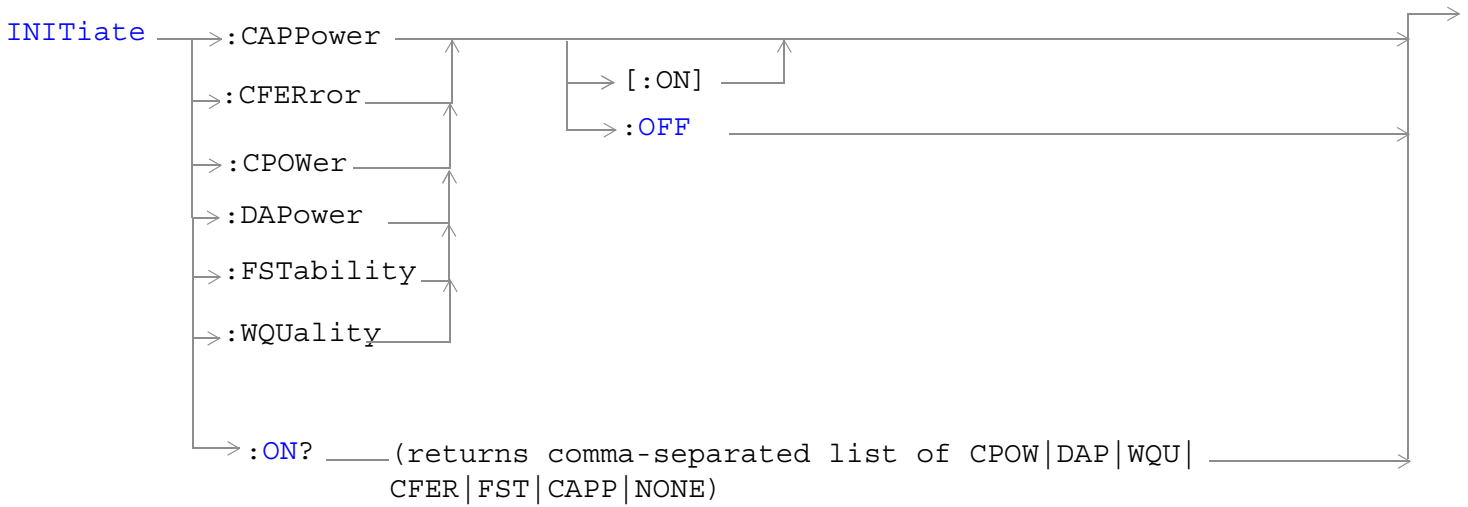 INITiate
:CAPPower
[:ON]
:CFERror
:OFF
:CPOWer
:DAPower
:FSTability
:WQUality
:ON?
(returns comma-separated list of CPOW|DAP|WQU|
CFER|FST|CAPP|NONE)